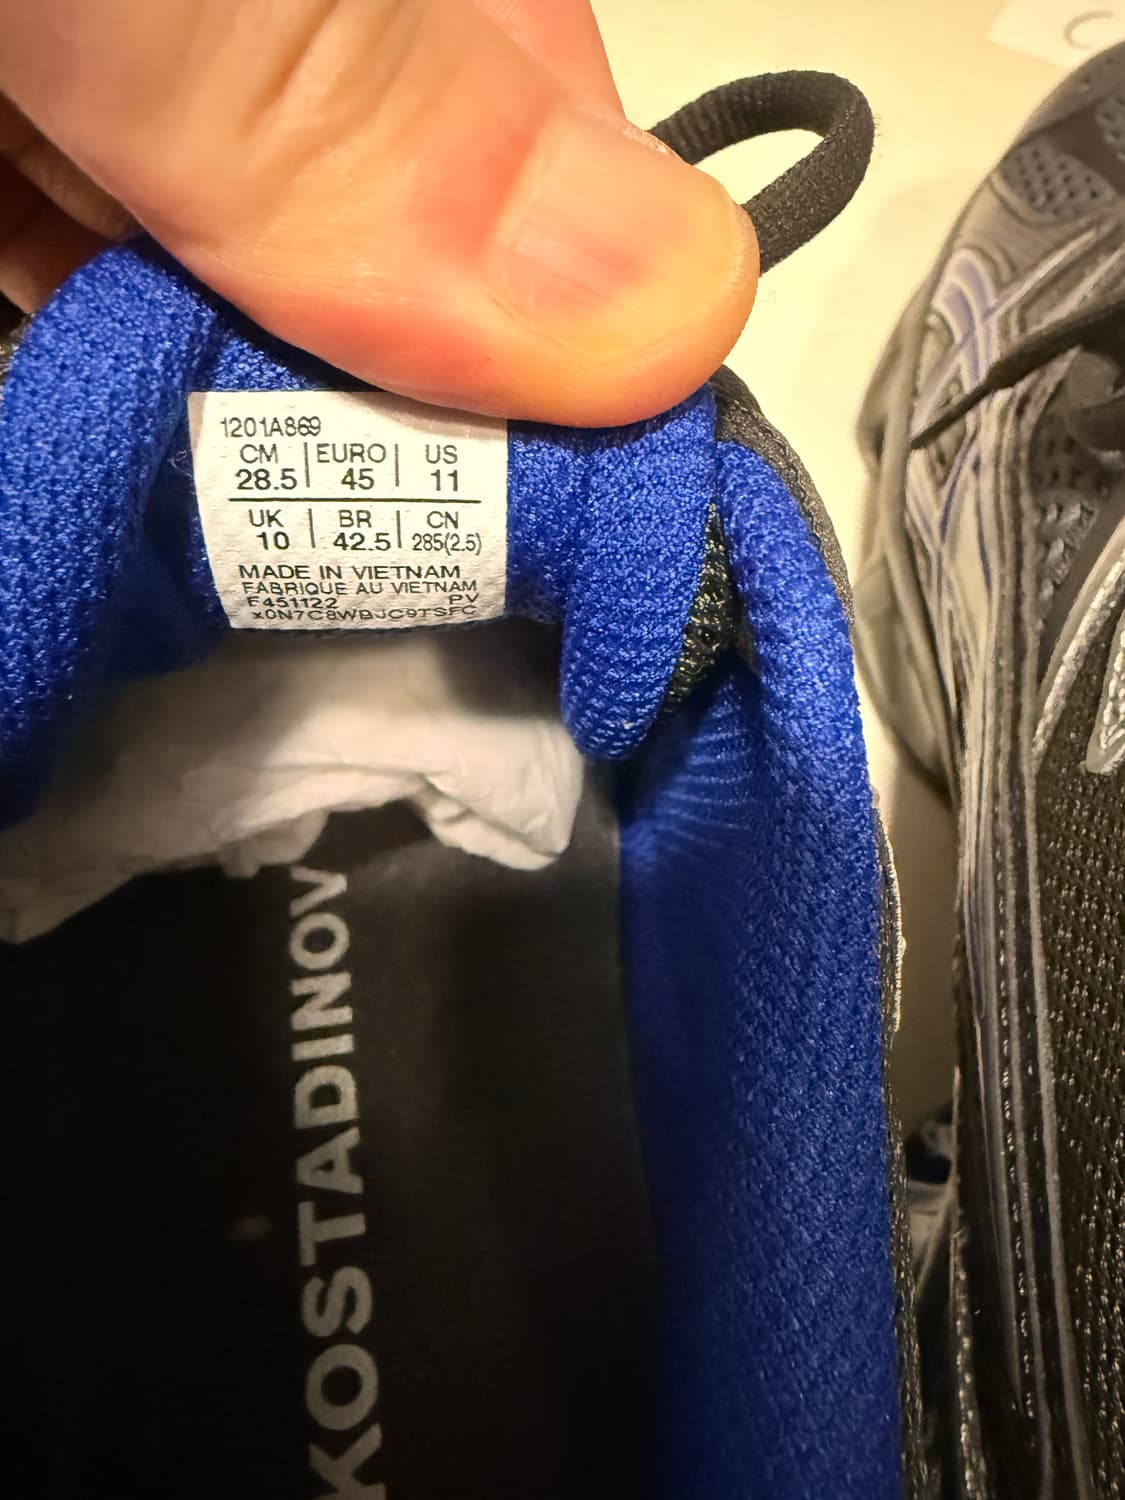 1201A869
CM | EURO | US
28.5 | 45 | 11
UK | BR | CN
10 | 42.5 | 285(2.5)
MADE IN VIETNAM
FABRIQUE AU VIETNAM
F451122 PV
x0N7C8WBJC9TSFC
KOSTADINOV